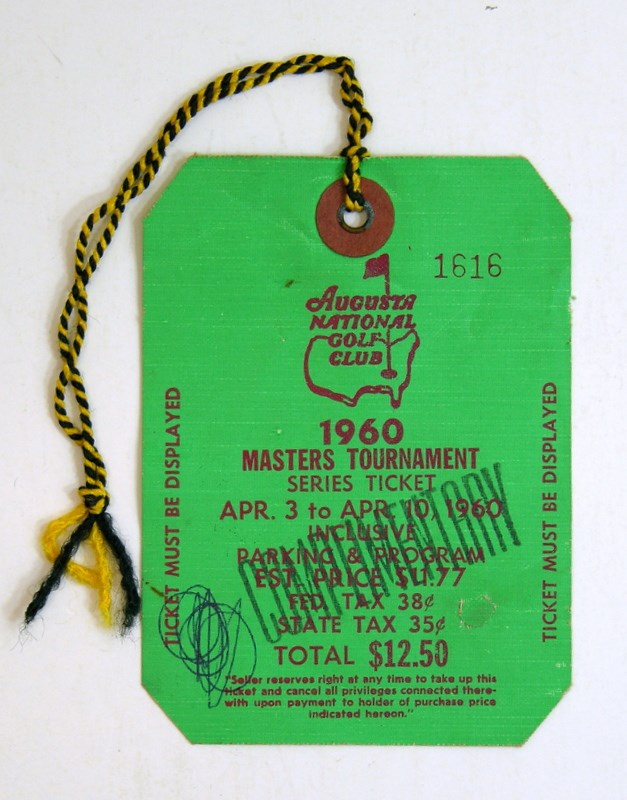 1616
Augusta
National
Golf
Club
1960
MASTERS TOURNAMENT
SERIES TICKET
APR. 3 to APR. 10, 1960
INCLUSIVE
PARKING & PROGRAM
EST. PRICE $11.77
FED. TAX 38¢
STATE TAX 35¢
TOTAL $12.50
"Seller reserves right at any time to take up this
ticket and cancel all privileges connected there-
with upon payment to holder of purchase price
indicated hereon."
TICKET MUST BE DISPLAYED
TICKET MUST BE DISPLAYED
COMPLIMENTARY